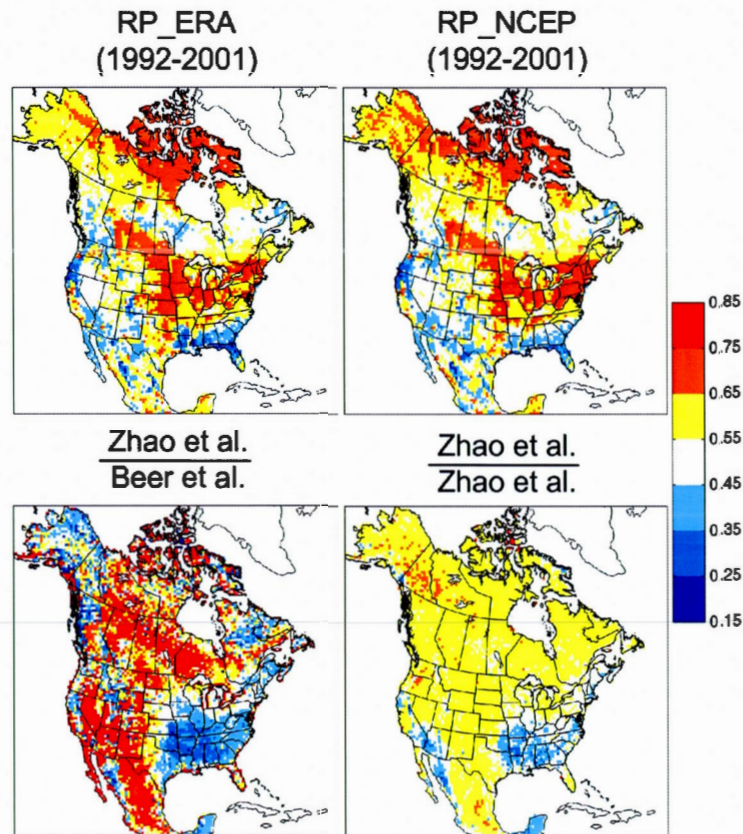 RP_ERA
(1992-2001)
RP_NCEP
(1992-2001)
0.85
0.75
0.65
0.55
0.45
0.35
0.25
0.15
Zhao et al.
Beer et al.
Zhao et al.
Zhao et al.